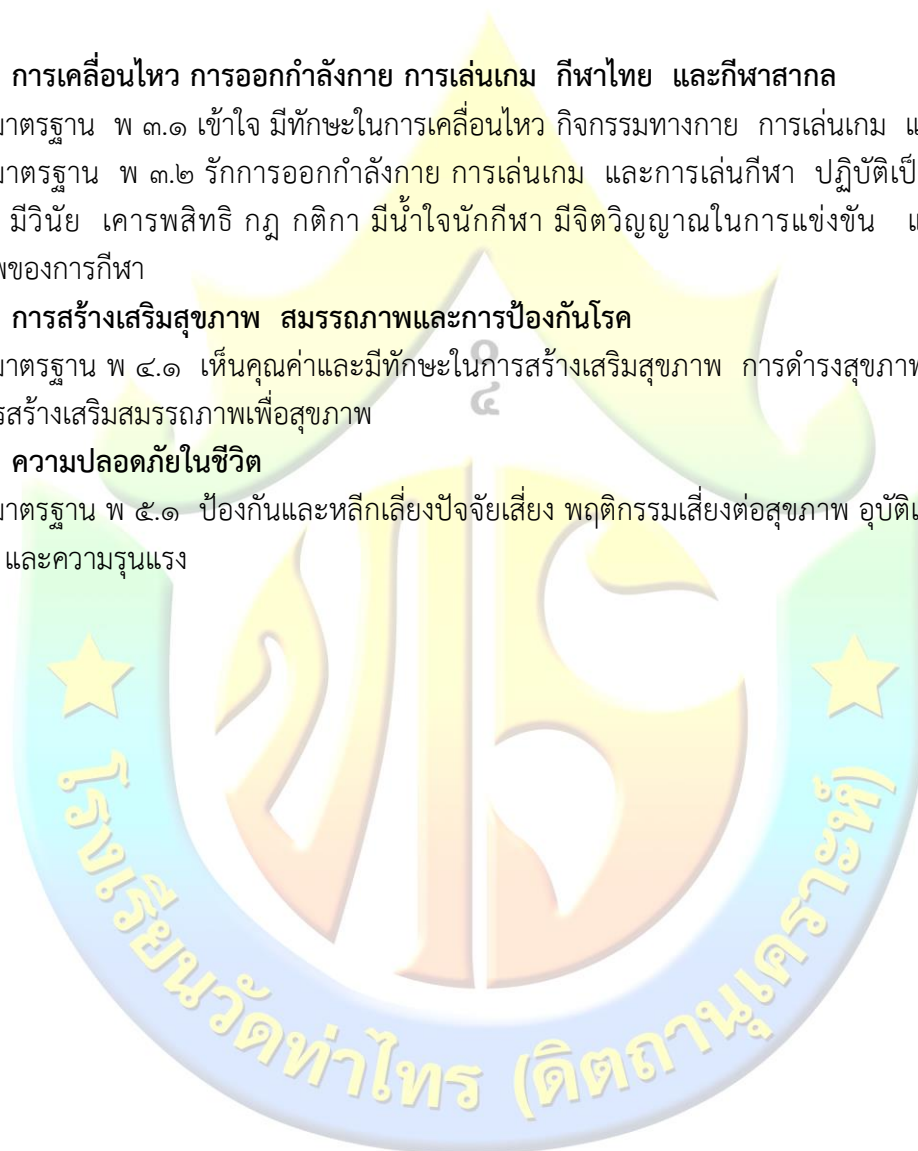 การเคลื่อนไหว การออกกำลังกาย การเล่นเกม กีฬาไทย และกีฬาสากล
มาตรฐาน พ ๓.๑ เข้าใจ มีทักษะในการเคลื่อนไหว กิจกรรมทางกาย การเล่นเกม
มาตรฐาน พ ๓.๒ รักการออกกำลังกาย การเล่นเกม และการเล่นกีฬา ปฏิบัติเป็
มีวินัย เคารพสิทธิ กฎ กติกา มีน้ำใจนักกีฬา มีจิตวิญญาณในการแข่งขัน
ของการกีฬา
การสร้างเสริมสุขภาพ สมรรถภาพและการป้องกันโรค
มาตรฐาน พ ๔.๑ เห็นคุณค่าและมีทักษะในการสร้างเสริมสุขภาพ การดำรงสุขภาพ
สร้างเสริมสมรรถภาพเพื่อสุขภาพ
ความปลอดภัยในชีวิต
มาตรฐาน พ ๕.๑ ป้องกันและหลีกเลี่ยงปัจจัยเสี่ยง พฤติกรรมเสี่ยงต่อสุขภาพ อุบัติ
และความรุนแรง
ทธ
โรงเรียนวัดท่าไทร (ดิตถานุเคราะห์)